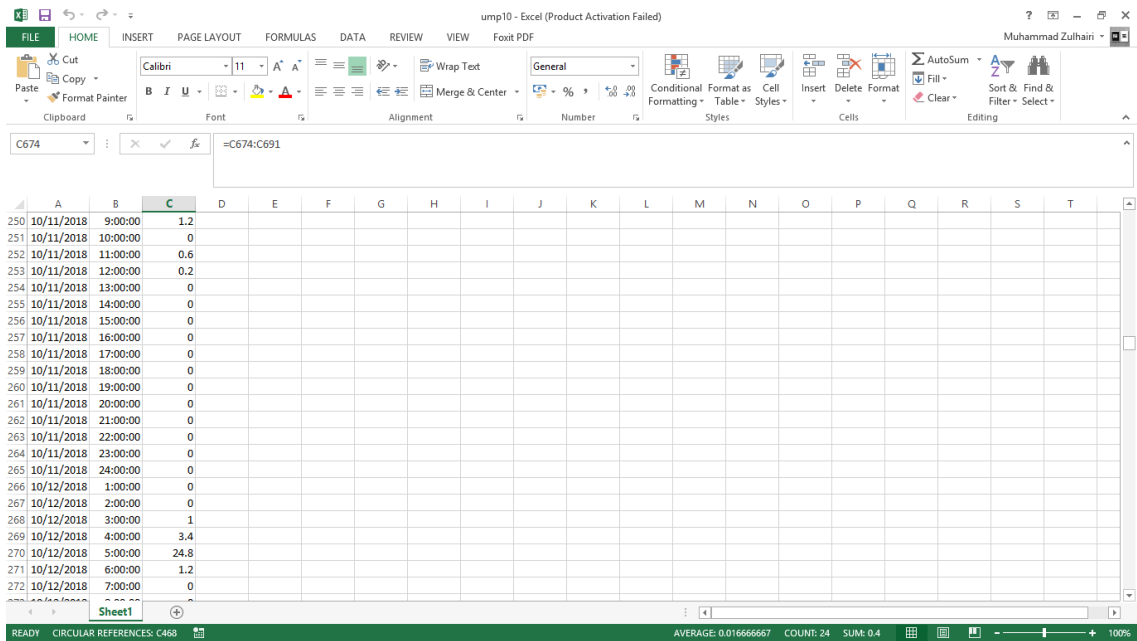 ump10 - Excel (Product Activation Failed)
FILE HOME INSERT PAGE LAYOUT FORMULAS DATA REVIEW VIEW Foxit PDF Muhammad Zulhairi
Paste
Cut
Copy
Format Painter
Clipboard
Calibri 11
B I U
Font
Wrap Text
Merge & Center
Alignment
General
Number
Conditional Formatting
Format as Table
Cell Styles
Styles
Insert Delete Format
Cells
AutoSum
Fill
Clear
Sort & Filter
Find & Select
Editing
C674 fx =C674:C691
A B C D E F G H I J K L M N O P Q R S T
250 10/11/2018 9:00:00 1.2
251 10/11/2018 10:00:00 0
252 10/11/2018 11:00:00 0.6
253 10/11/2018 12:00:00 0.2
254 10/11/2018 13:00:00 0
255 10/11/2018 14:00:00 0
256 10/11/2018 15:00:00 0
257 10/11/2018 16:00:00 0
258 10/11/2018 17:00:00 0
259 10/11/2018 18:00:00 0
260 10/11/2018 19:00:00 0
261 10/11/2018 20:00:00 0
262 10/11/2018 21:00:00 0
263 10/11/2018 22:00:00 0
264 10/11/2018 23:00:00 0
265 10/11/2018 24:00:00 0
266 10/12/2018 1:00:00 0
267 10/12/2018 2:00:00 0
268 10/12/2018 3:00:00 1
269 10/12/2018 4:00:00 3.4
270 10/12/2018 5:00:00 24.8
271 10/12/2018 6:00:00 1.2
272 10/12/2018 7:00:00 0
Sheet1
READY CIRCULAR REFERENCES: C468 AVERAGE: 0.016666667 COUNT: 24 SUM: 0.4 100%